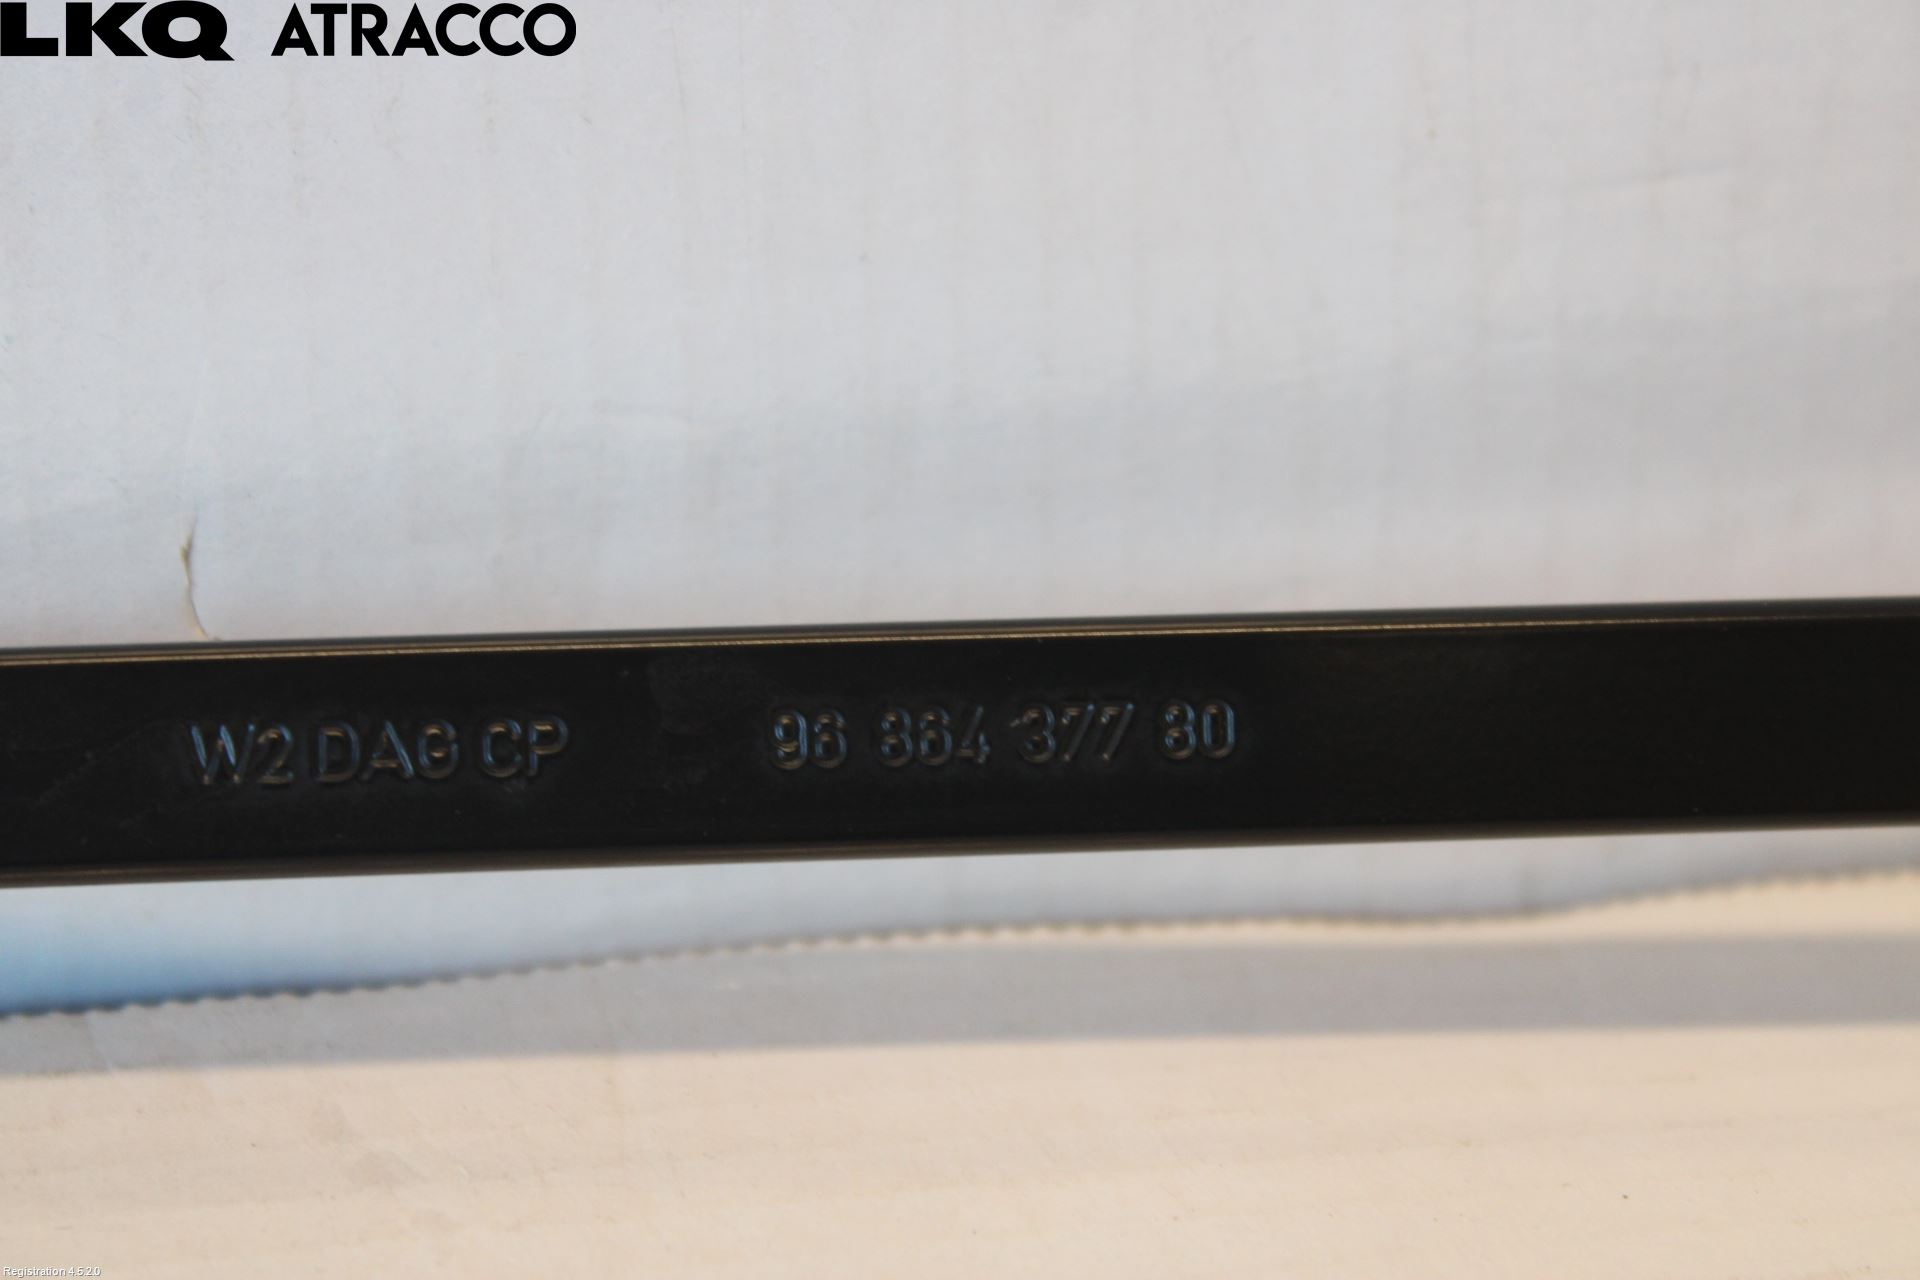 LKQ ATRACCO
W2 DAG CP 96 864 377 80
Registration 4.5.2.0